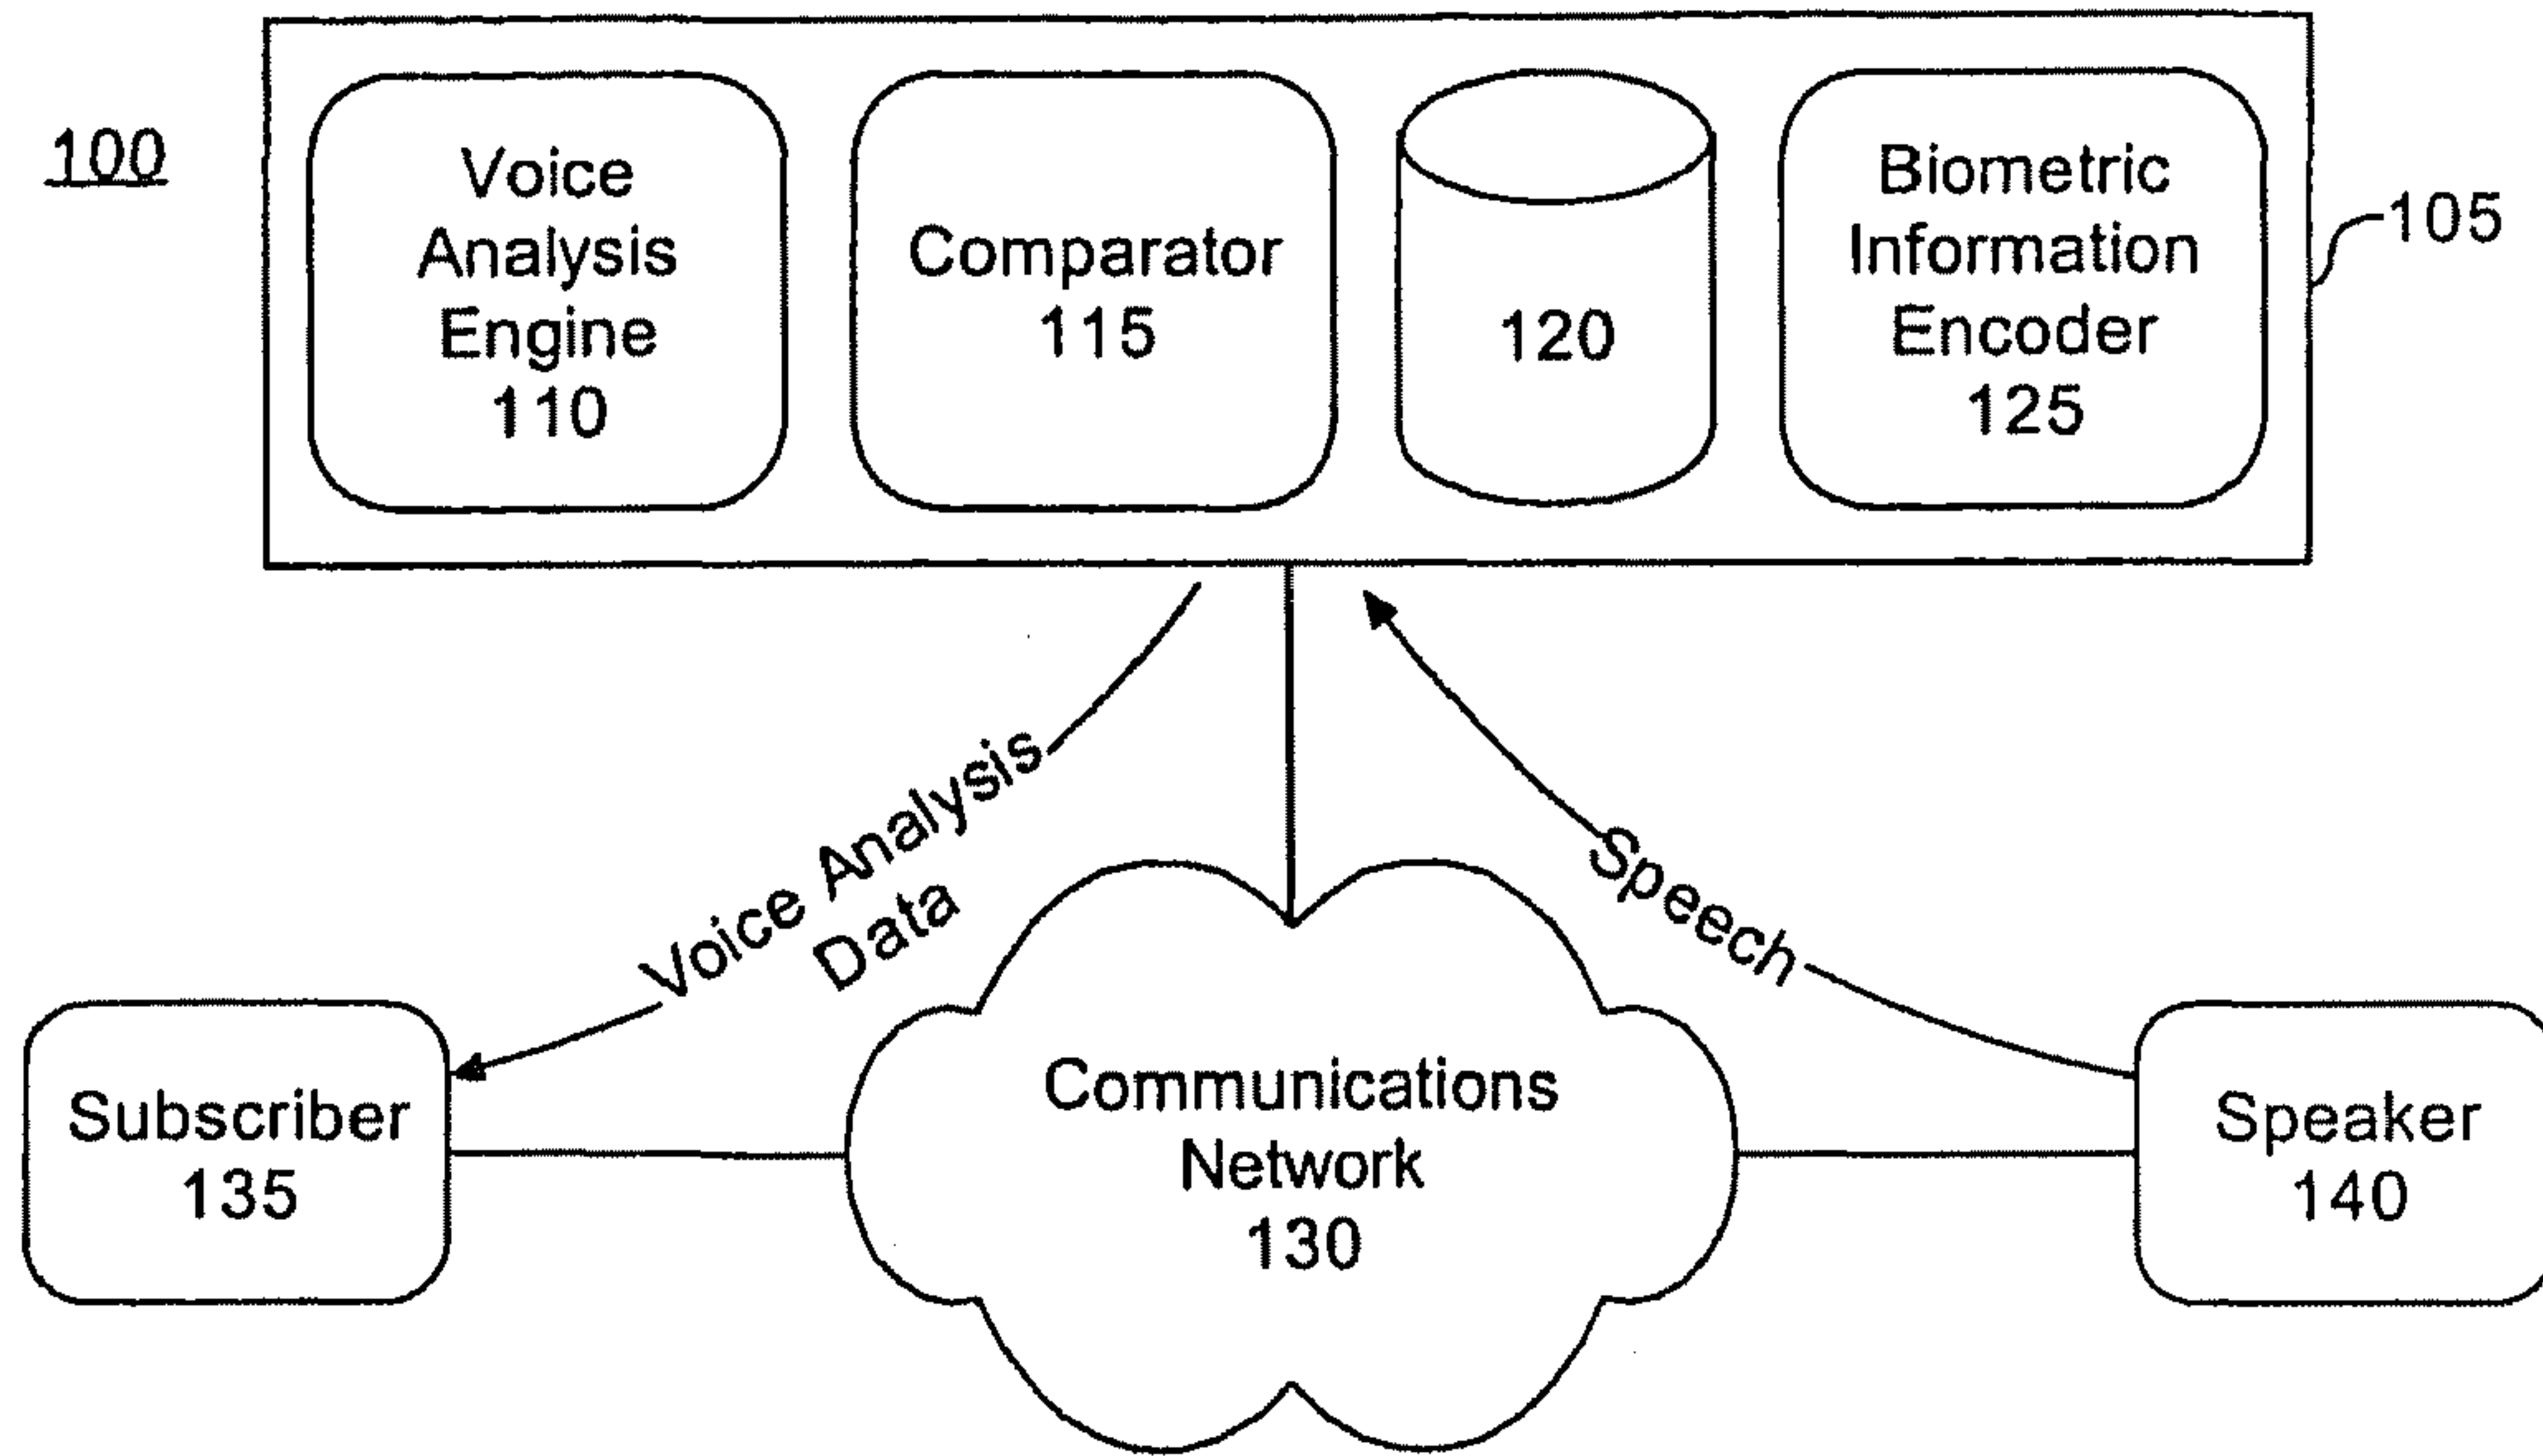 100
Voice
Analysis
Engine
110
Comparator
115
120
Biometric
Information
Encoder
125
105
Voice Analysis
Data
Speech
Subscriber
135
Communications
Network
130
Speaker
140